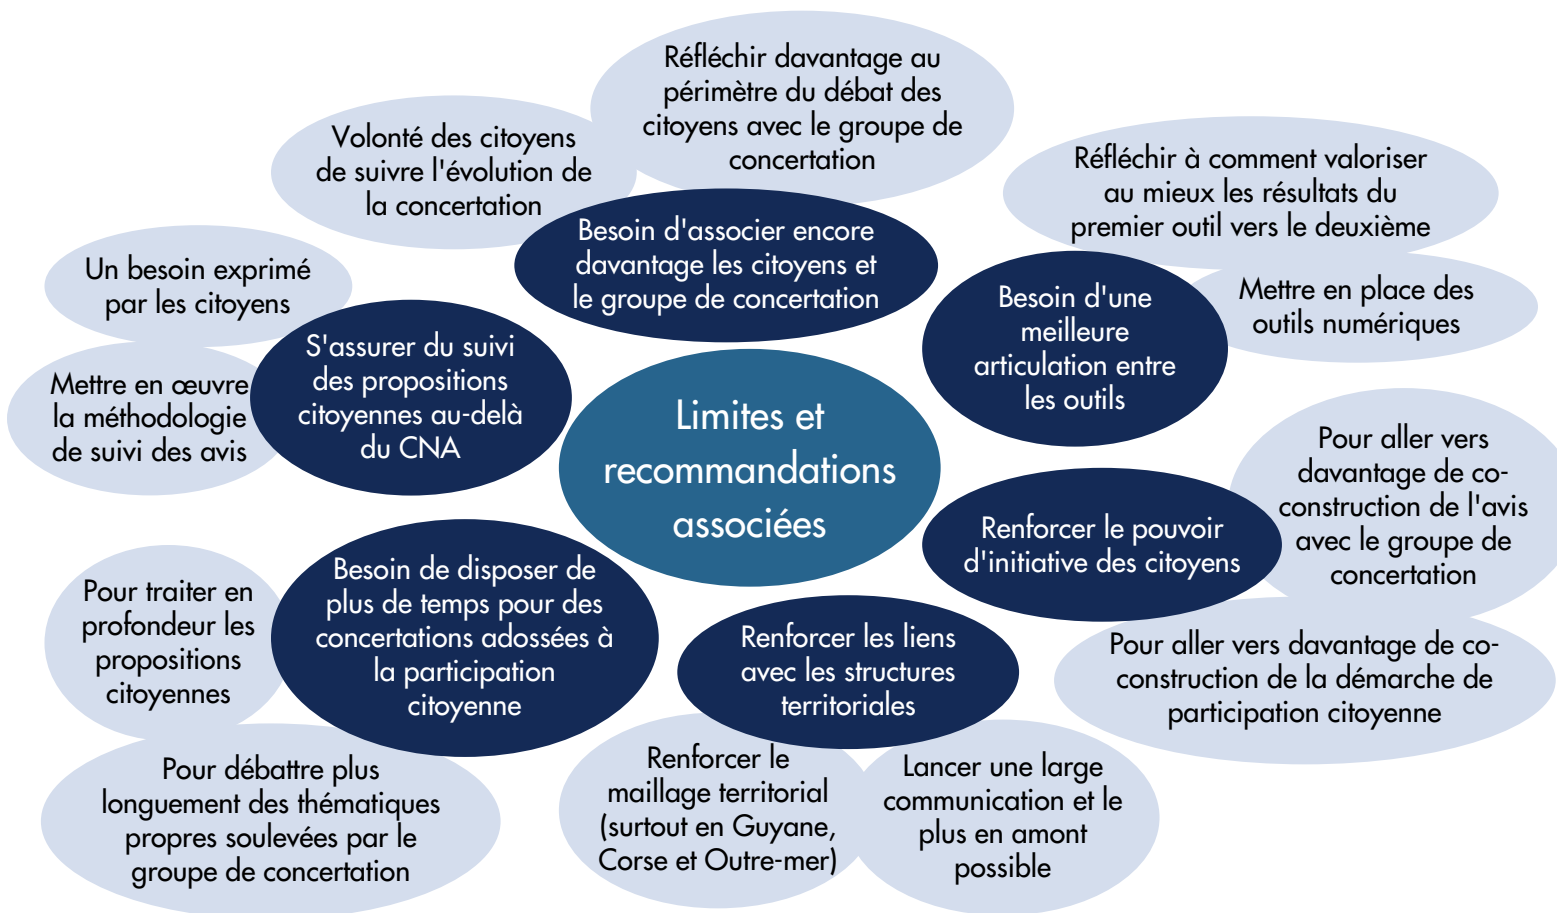 Réfléchir davantage au
périmètre du débat des
citoyens avec le groupe de
concertation
Volonté des citoyens
de suivre l'évolution de
la concertation
Besoin d'associer encore
davantage les citoyens et
le groupe de concertation
Réfléchir à comment valoriser
au mieux les résultats du
premier outil vers le deuxième
Mettre en place des
outils numériques
Besoin d'une
meilleure
articulation entre
les outils
Un besoin exprimé
par les citoyens
Mettre en œuvre
la méthodologie
de suivi des avis
S'assurer du suivi
des propositions
citoyennes au-delà
du CNA
Limites et
recommandations
associées
Pour aller vers
davantage de co-
construction de l'avis
avec le groupe de
concertation
Renforcer le pouvoir
d'initiative des citoyens
Pour aller vers davantage de co-
construction de la démarche de
participation citoyenne
Besoin de disposer de
plus de temps pour des
concertations adossées à
la participation
citoyenne
Pour traiter en
profondeur les
propositions
citoyennes
Pour débattre plus
longuement des thématiques
propres soulevées par le
groupe de concertation
Renforcer les liens
avec les structures
territoriales
Renforcer le
maillage territorial
(surtout en Guyane,
Corse et Outre-mer)
Lancer une large
communication et le
plus en amont
possible